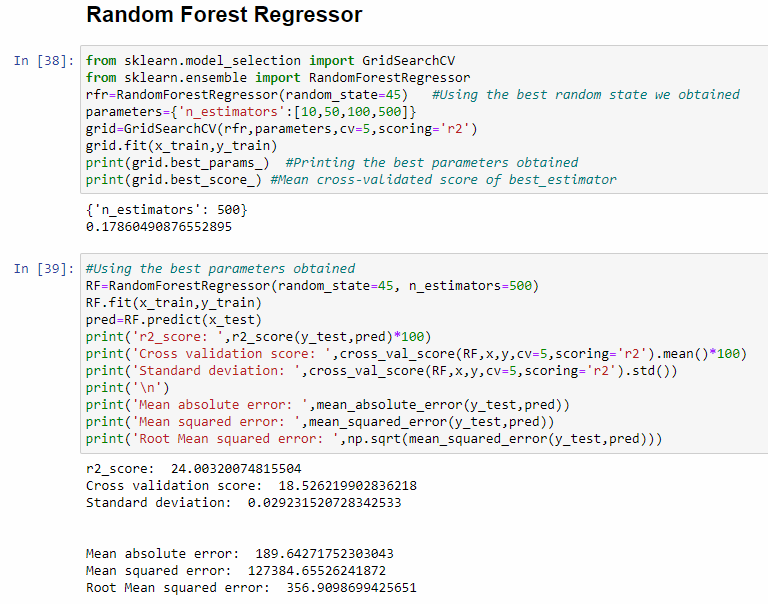 Random Forest Regressor
In [38]:
from sklearn.model_selection import GridSearchCV
from sklearn.ensemble import RandomForestRegressor
rfr=RandomForestRegressor(random_state=45)   #Using the best random state we obtained
parameters={'n_estimators':[10,50,100,500]}
grid=GridSearchCV(rfr,parameters,cv=5,scoring='r2')
grid.fit(x_train,y_train)
print(grid.best_params_)  #Printing the best parameters obtained
print(grid.best_score_) #Mean cross-validated score of best_estimator
{'n_estimators': 500}
0.17860490876552895
In [39]:
#Using the best parameters obtained
RF=RandomForestRegressor(random_state=45, n_estimators=500)
RF.fit(x_train,y_train)
pred=RF.predict(x_test)
print('r2_score: ',r2_score(y_test,pred)*100)
print('Cross validation score: ',cross_val_score(RF,x,y,cv=5,scoring='r2').mean()*100)
print('Standard deviation: ',cross_val_score(RF,x,y,cv=5,scoring='r2').std())
print('\n')
print('Mean absolute error: ',mean_absolute_error(y_test,pred))
print('Mean squared error: ',mean_squared_error(y_test,pred))
print('Root Mean squared error: ',np.sqrt(mean_squared_error(y_test,pred)))
r2_score:  24.00320074815504
Cross validation score:  18.526219902836218
Standard deviation:  0.029231520728342533
Mean absolute error:  189.64271752303043
Mean squared error:  127384.65526241872
Root Mean squared error:  356.9098699425651